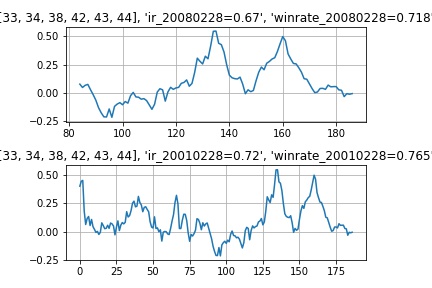 [33, 34, 38, 42, 43, 44], 'ir_20080228=0.67', 'winrate_20080228=0.718'
0.50
0.25
0.00
−0.25
80 100 120 140 160 180
[33, 34, 38, 42, 43, 44], 'ir_20010228=0.72', 'winrate_20010228=0.765'
0.50
0.25
0.00
−0.25
0 25 50 75 100 125 150 175